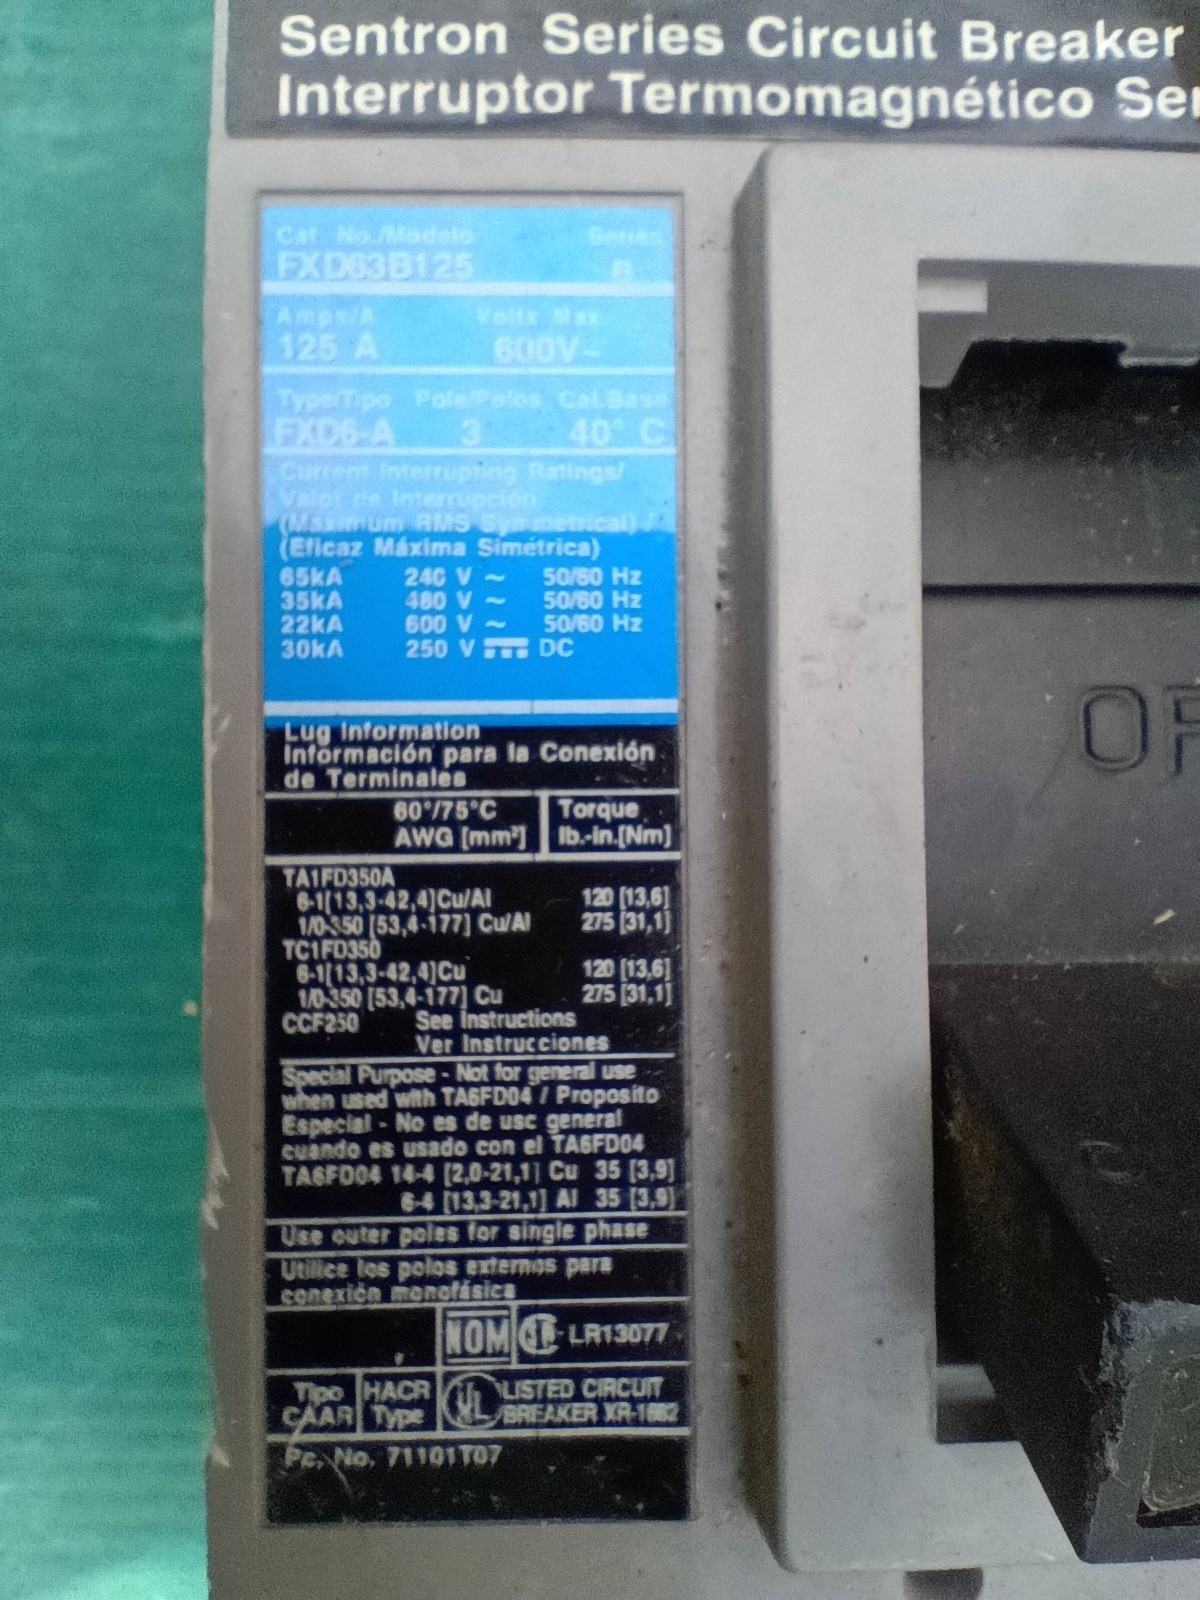 Sentron Series Circuit Breaker
Interruptor Termomagnético
Cat. No./Modelo Series
FXD63B125 B
Amps/A Volts Max
125 A 600V~
Type/Tipo Pole/Polos Cal.Base
FXD6-A 3 40° C
Current Interrupting Ratings/
Valor de Interrupción
(Maximum RMS Symmetrical) /
(Eficaz Máxima Simétrica)
65kA 240 V ~ 50/60 Hz
35kA 480 V ~ 50/60 Hz
22kA 600 V ~ 50/60 Hz
30kA 250 V ⎓ DC
Lug Information
Información para la Conexión
de Terminales
60°/75°C Torque
AWG [mm²] lb.-in.[Nm]
TA1FD350A
6-1[13,3-42,4]Cu/Al 120 [13,6]
1/0-350 [53,4-177] Cu/Al 275 [31,1]
TC1FD350
6-1[13,3-42,4]Cu 120 [13,6]
1/0-350 [53,4-177] Cu 275 [31,1]
CCF250 See Instructions
Ver Instrucciones
Special Purpose - Not for general use
when used with TA6FD04 / Proposito
Especial - No es de uso general
cuando es usado con el TA6FD04
TA6FD04 14-4 [2,0-21,1] Cu 35 [3,9]
6-4 [13,3-21,1] Al 35 [3,9]
Use outer poles for single phase
Utilice los polos externos para
conexión monofásica
NOM LR13077
Tipo HACR UL LISTED CIRCUIT
CAAR Type BREAKER
Pc. No. 71101T07